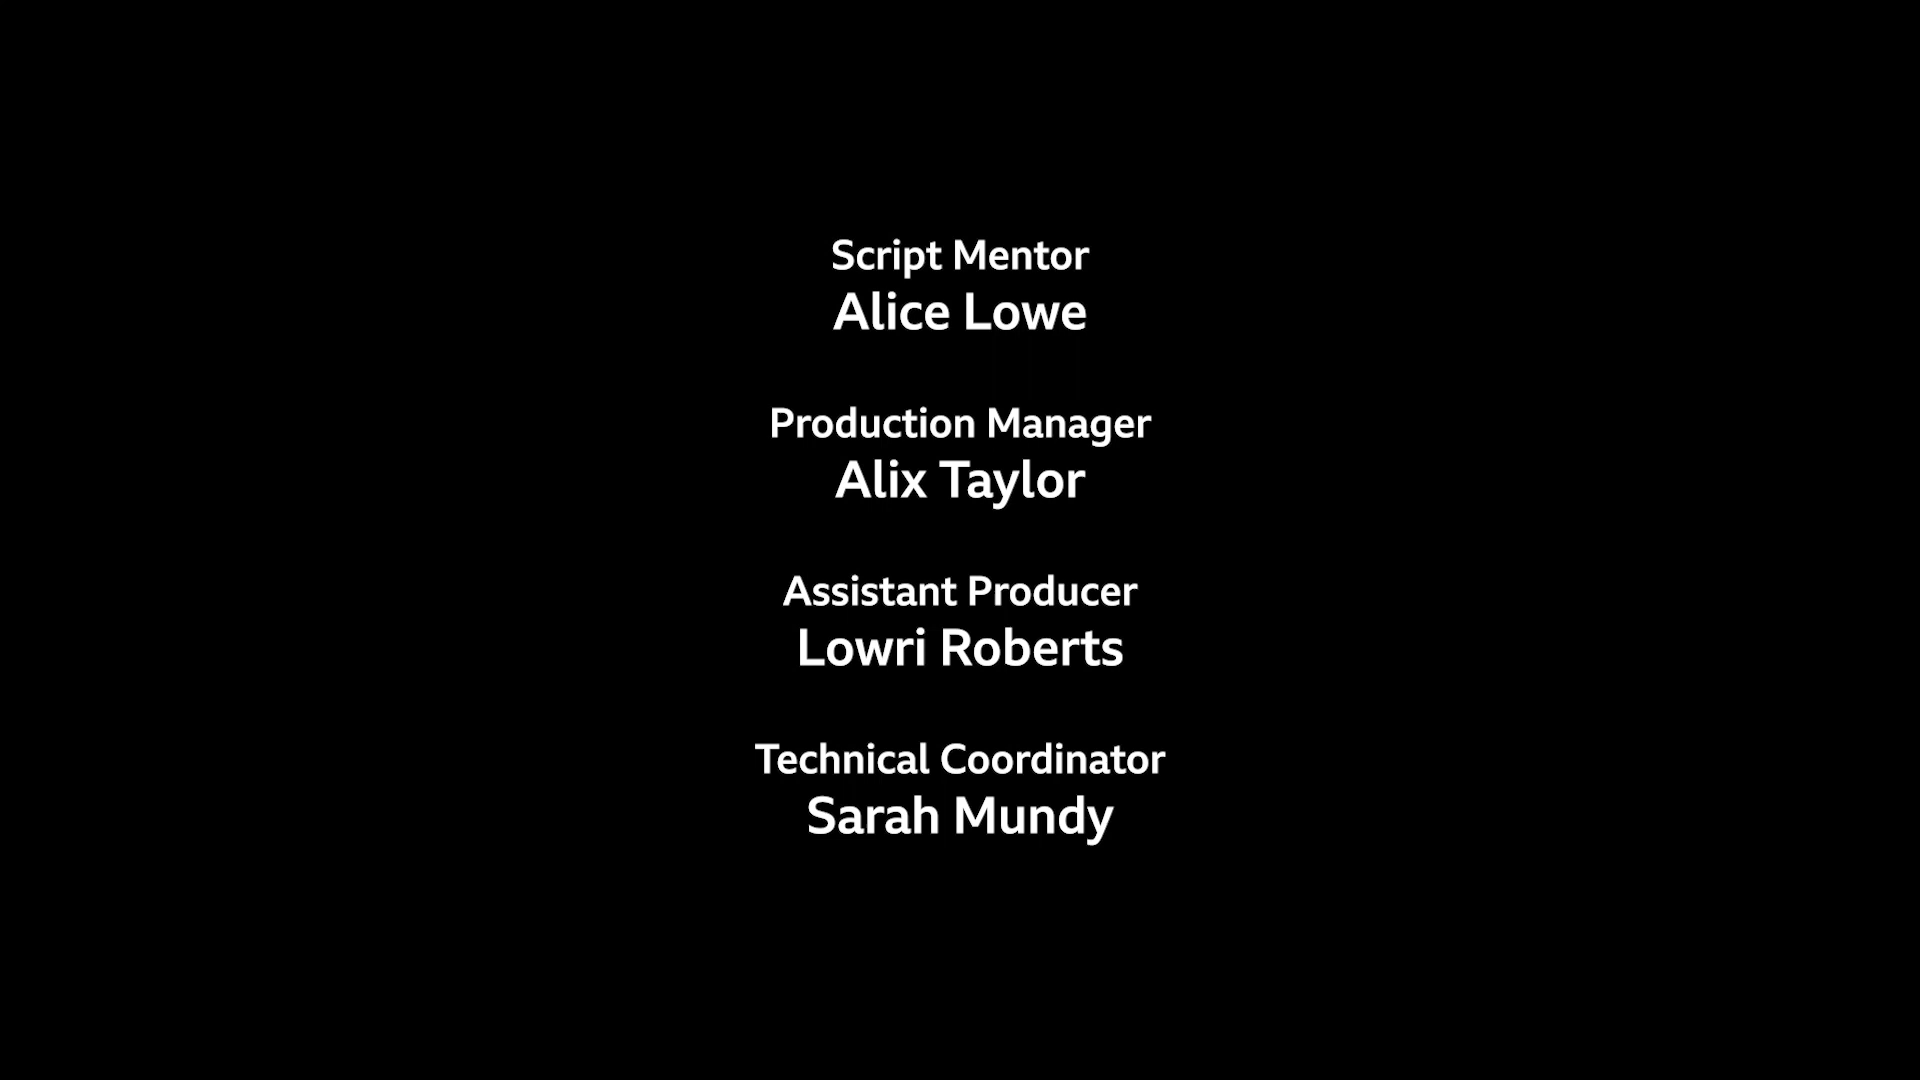 Script Mentor
Alice Lowe
Production Manager
Alix Taylor
Assistant Producer
Lowri Roberts
Technical Coordinator
Sarah Mundy